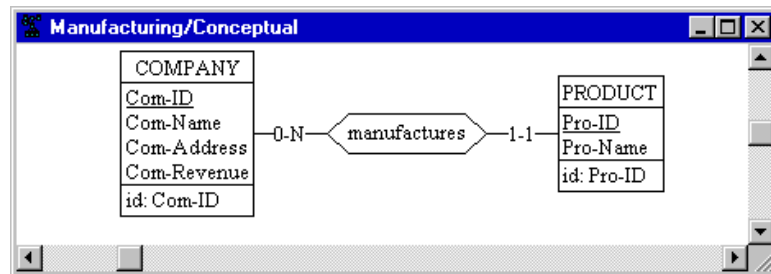 Manufacturing/Conceptual
COMPANY
Com-ID
Com-Name
Com-Address
Com-Revenue
id: Com-ID
0-N
manufactures
1-1
PRODUCT
Pro-ID
Pro-Name
id: Pro-ID